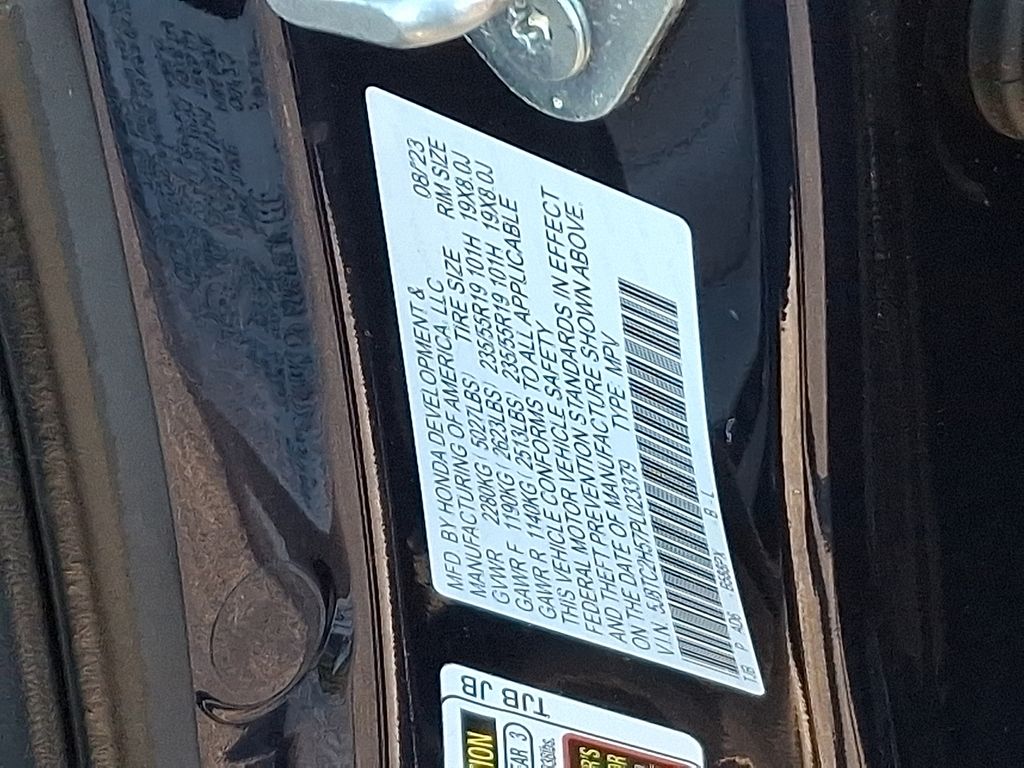 MFD BY HONDA DEVELOPMENT &
MANUFACTURING OF AMERICA, LLC 08/23
GVWR 2280KG ( 5027LBS) TIRE SIZE RIM SIZE
GAWR F 1190KG ( 2623LBS) 235/55R19 101H 19X8.0J
GAWR R 1140KG ( 2513LBS) 235/55R19 101H 19X8.0J
THIS VEHICLE CONFORMS TO ALL APPLICABLE
FEDERAL MOTOR VEHICLE SAFETY
AND THEFT PREVENTION STANDARDS IN EFFECT
ON THE DATE OF MANUFACTURE SHOWN ABOVE.
V.I.N. 5J8TC2H57PL023379 TYPE: MPV
TJB P A06 B L
TJB JB
TION